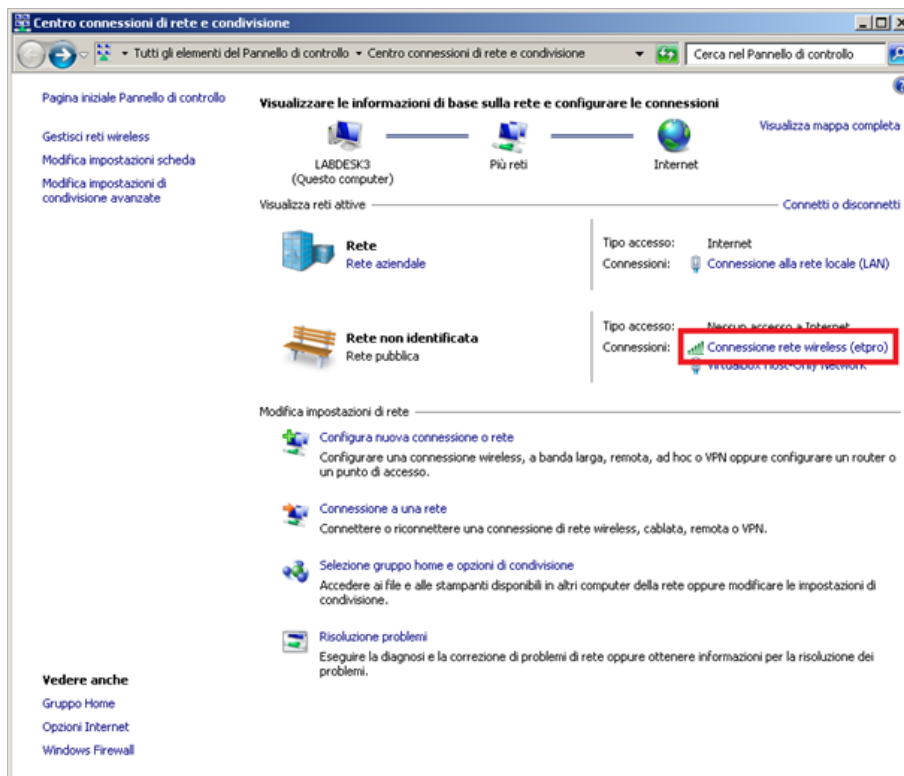 Centro connessioni di rete e condivisione
Tutti gli elementi del Pannello di controllo
Centro connessioni di rete e condivisione
Cerca nel Pannello di controllo
Pagina iniziale Pannello di controllo
Gestisci reti wireless
Modifica impostazioni scheda
Modifica impostazioni di
condivisione avanzate
Visualizzare le informazioni di base sulla rete e configurare le connessioni
Visualizza mappa completa
LABDESK3
(Questo computer)
Più reti
Internet
Visualizza reti attive
Connetti o disconnetti
Rete
Rete aziendale
Tipo accesso: Internet
Connessioni: Connessione alla rete locale (LAN)
Rete non identificata
Rete pubblica
Tipo accesso: Nessun accesso a Internet
Connessioni: Connessione rete wireless (etpro)
VirtualBox Host-Only Network
Modifica impostazioni di rete
Configura nuova connessione o rete
Configurare una connessione wireless, a banda larga, remota, ad hoc o VPN oppure configurare un router o
un punto di accesso.
Connessione a una rete
Connettere o riconnettere una connessione di rete wireless, cablata, remota o VPN.
Selezione gruppo home e opzioni di condivisione
Accedere ai file e alle stampanti disponibili in altri computer della rete oppure modificare le impostazioni di
condivisione.
Risoluzione problemi
Eseguire la diagnosi e la correzione di problemi di rete oppure ottenere informazioni per la risoluzione dei
problemi.
Vedere anche
Gruppo Home
Opzioni Internet
Windows Firewall